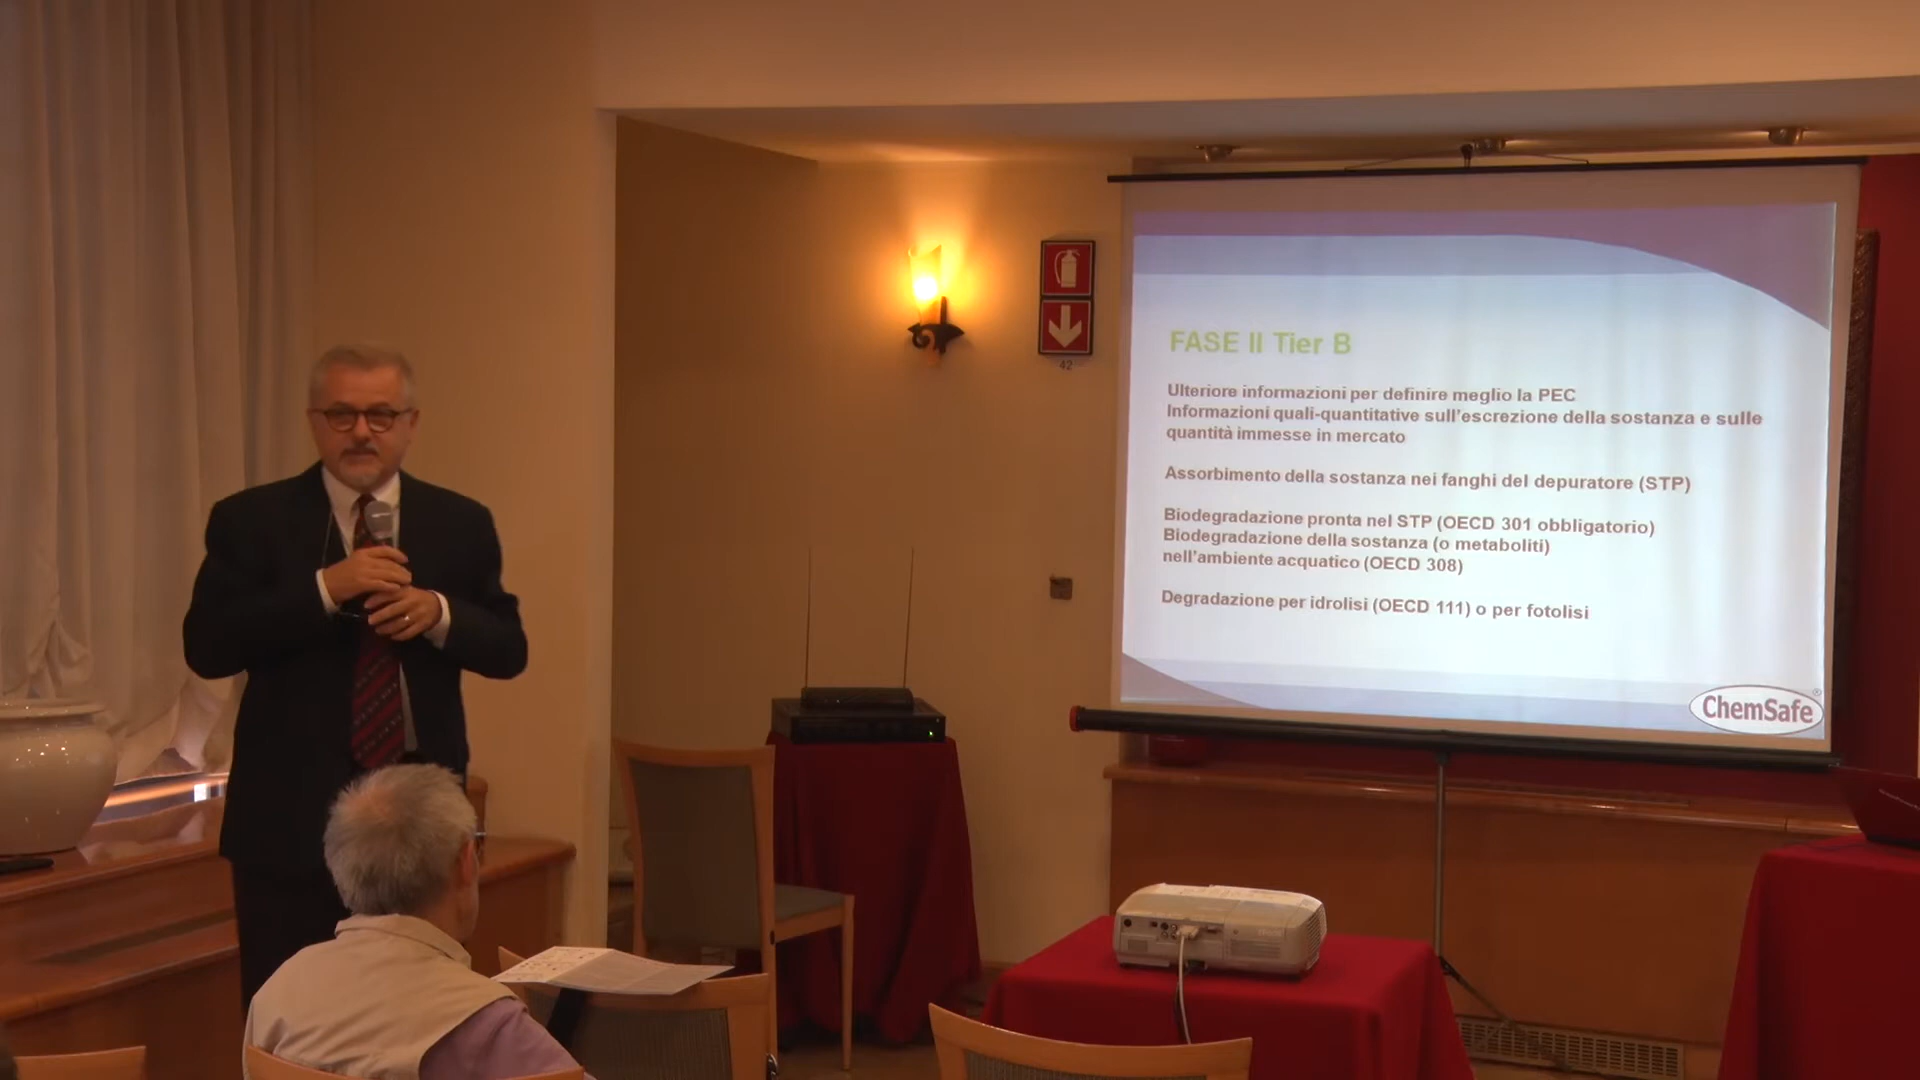 42
FASE II Tier B
Ulteriore informazioni per definire meglio la PEC
Informazioni quali-quantitative sull'escrezione della sostanza e sulle
quantità immesse in mercato
Assorbimento della sostanza nei fanghi del depuratore (STP)
Biodegradazione pronta nel STP (OECD 301 obbligatorio)
Biodegradazione della sostanza (o metaboliti)
nell'ambiente acquatico (OECD 308)
Degradazione per idrolisi (OECD 111) o per fotolisi
ChemSafe®